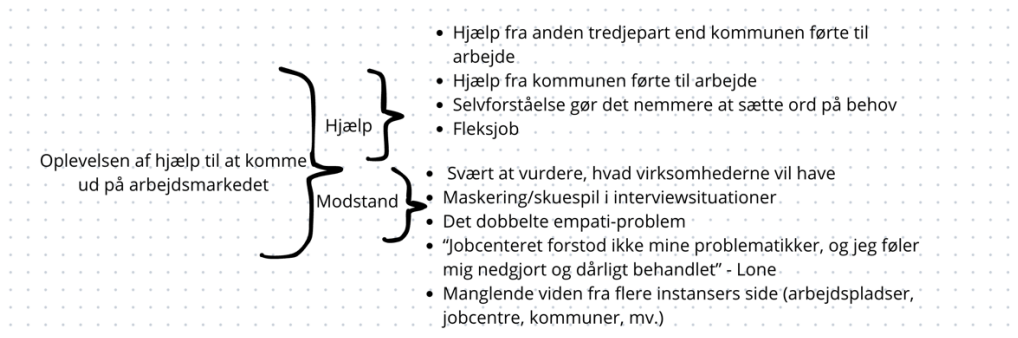 Oplevelsen af hjælp til at komme
ud på arbejdsmarkedet
Hjælp
• Hjælp fra anden tredjepart end kommunen førte til
arbejde
• Hjælp fra kommunen førte til arbejde
• Selvforståelse gør det nemmere at sætte ord på behov
• Fleksjob
Modstand
• Svært at vurdere, hvad virksomhederne vil have
• Maskering/skuespil i interviewsituationer
• Det dobbelte empati-problem
• “Jobcenteret forstod ikke mine problematikker, og jeg føler
mig nedgjort og dårligt behandlet” - Lone
• Manglende viden fra flere instansers side (arbejdspladser,
jobcentre, kommuner, mv.)